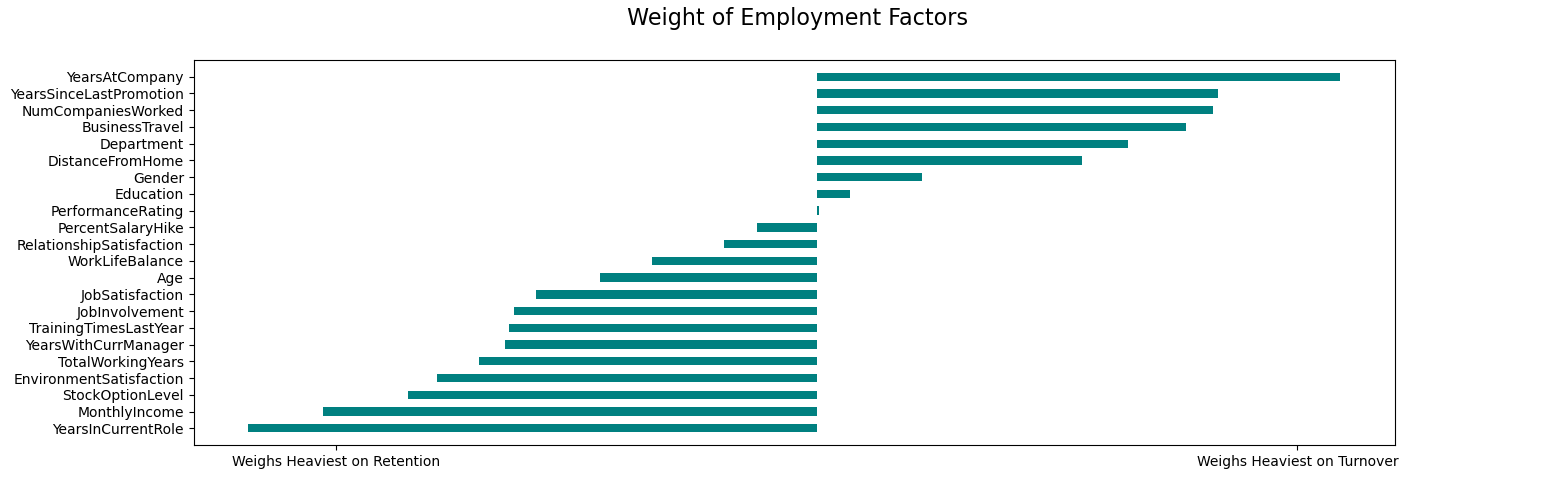 Weight of Employment Factors
YearsAtCompany
YearsSinceLastPromotion
NumCompaniesWorked
BusinessTravel
Department
DistanceFromHome
Gender
Education
PerformanceRating
PercentSalaryHike
RelationshipSatisfaction
WorkLifeBalance
Age
JobSatisfaction
JobInvolvement
TrainingTimesLastYear
YearsWithCurrManager
TotalWorkingYears
EnvironmentSatisfaction
StockOptionLevel
MonthlyIncome
YearsInCurrentRole
Weighs Heaviest on Retention
Weighs Heaviest on Turnover